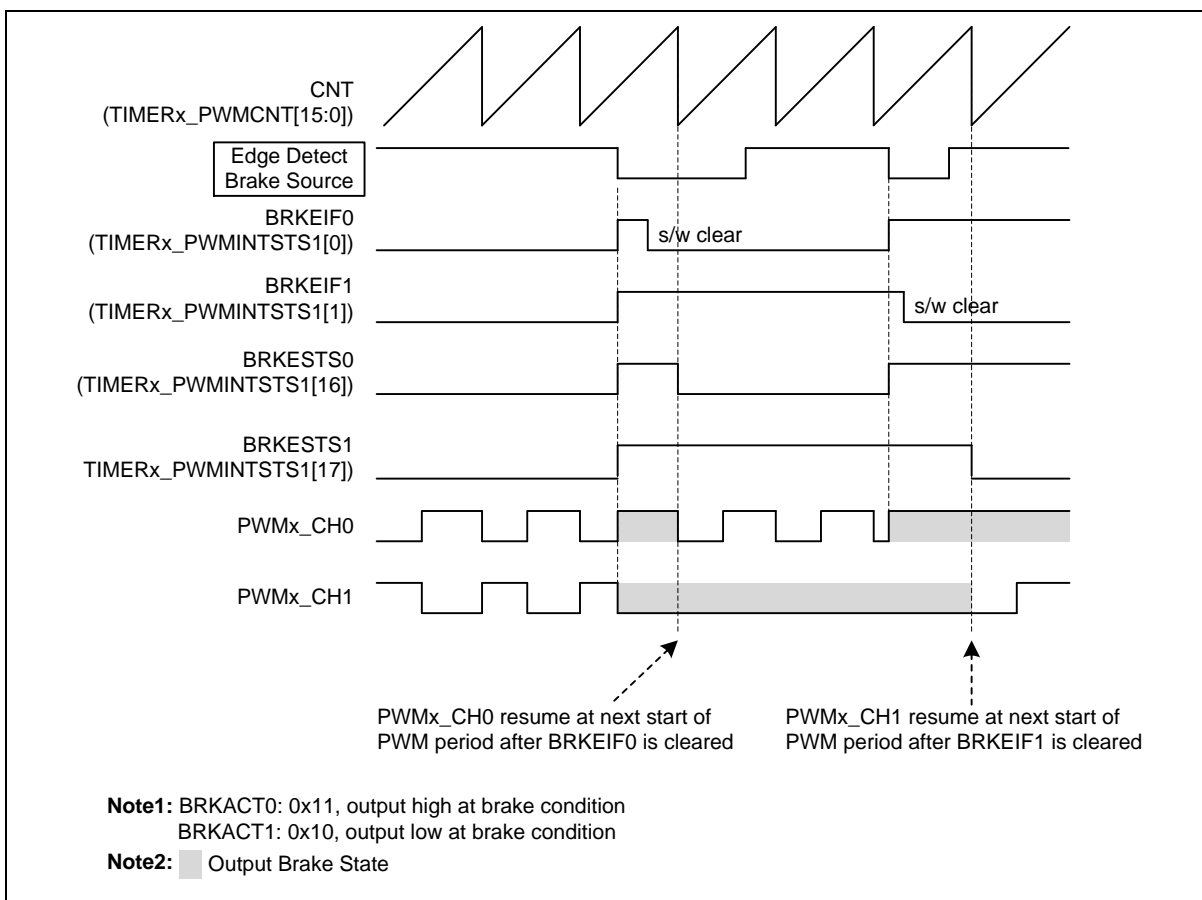 CNT
(TIMERx_PWMCNT[15:0])
Edge Detect
Brake Source
BRKEIF0
(TIMERx_PWMINTSTS1[0])
s/w clear
BRKEIF1
(TIMERx_PWMINTSTS1[1])
s/w clear
BRKESTS0
(TIMERx_PWMINTSTS1[16])
BRKESTS1
TIMERx_PWMINTSTS1[17])
PWMx_CH0
PWMx_CH1
PWMx_CH0 resume at next start of
PWM period after BRKEIF0 is cleared
PWMx_CH1 resume at next start of
PWM period after BRKEIF1 is cleared
Note1: BRKACT0: 0x11, output high at brake condition
BRKACT1: 0x10, output low at brake condition
Note2: Output Brake State